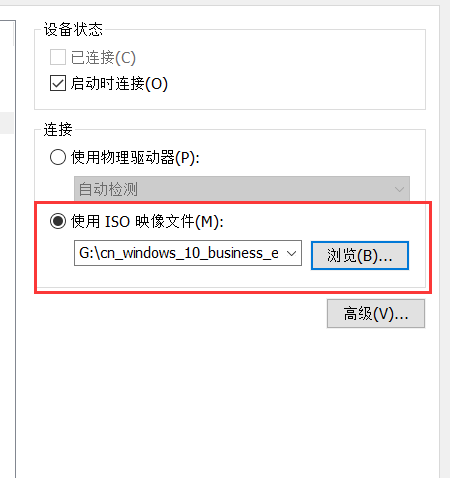 设备状态
已连接(C)
启动时连接(O)
连接
使用物理驱动器(P):
自动检测
使用 ISO 映像文件(M):
G:\cn_windows_10_business_e
浏览(B)...
高级(V)...